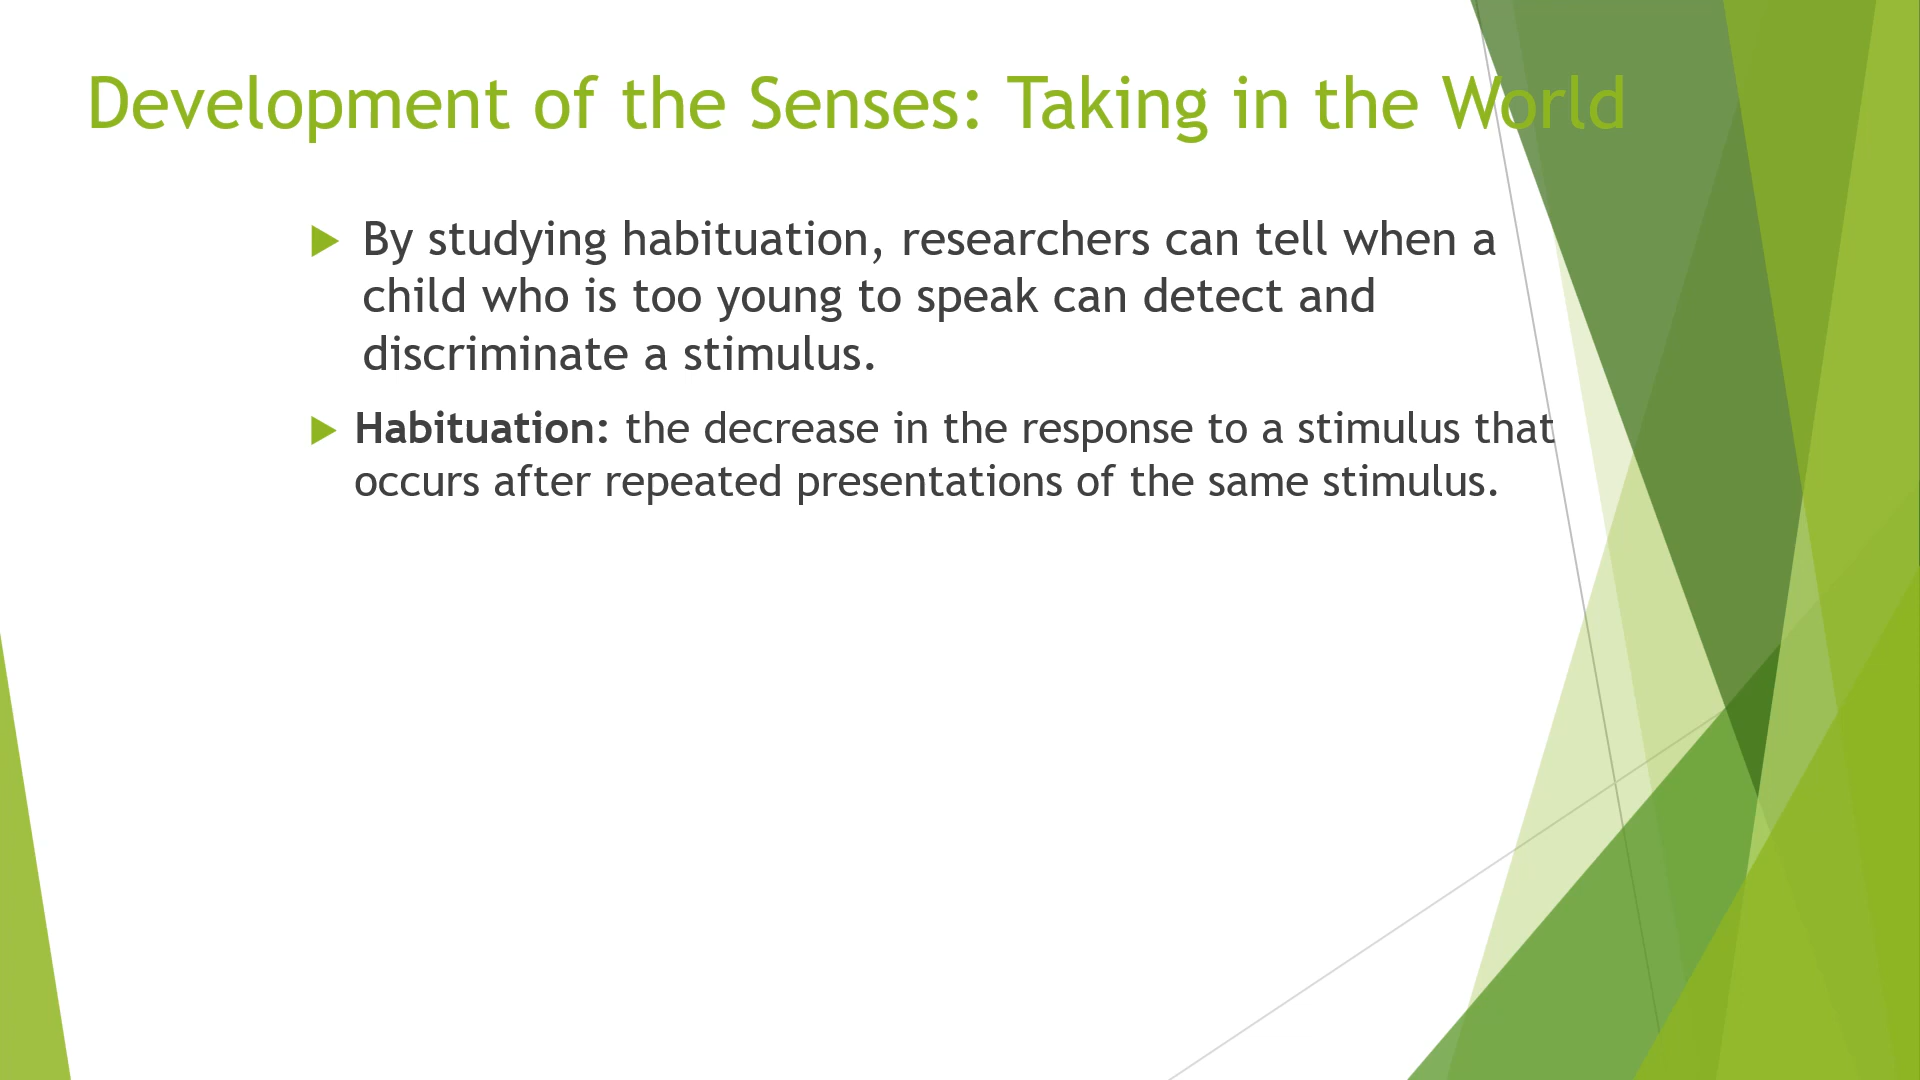 Development of the Senses: Taking in the World
By studying habituation, researchers can tell when a
child who is too young to speak can detect and
discriminate a stimulus.
Habituation: the decrease in the response to a stimulus that
occurs after repeated presentations of the same stimulus.